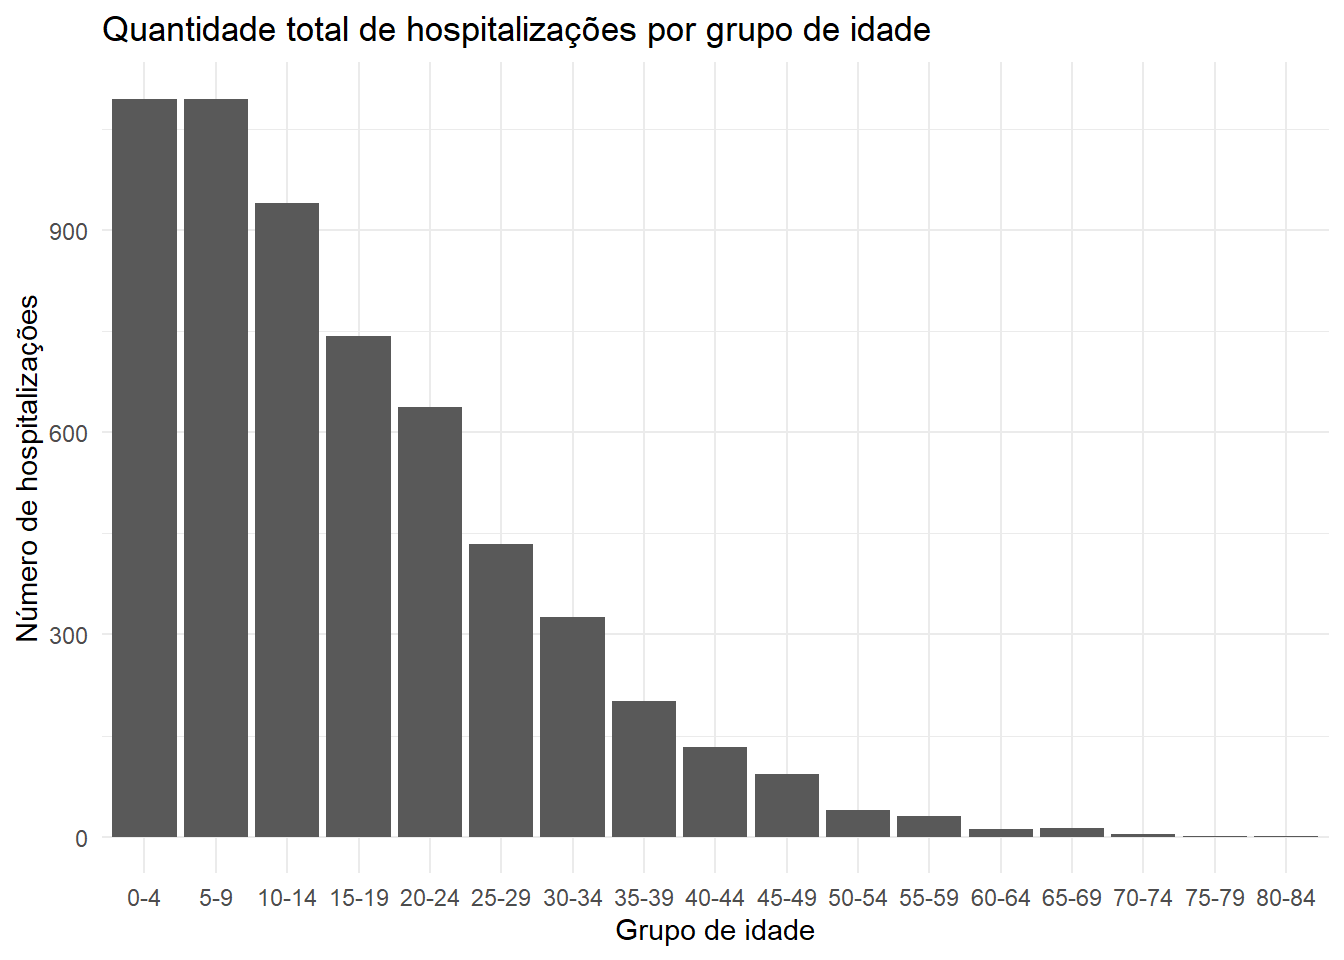 Quantidade total de hospitalizações por grupo de idade
Número de hospitalizações
900
600
300
0
0-4 5-9 10-14 15-19 20-24 25-29 30-34 35-39 40-44 45-49 50-54 55-59 60-64 65-69 70-74 75-79 80-84
Grupo de idade